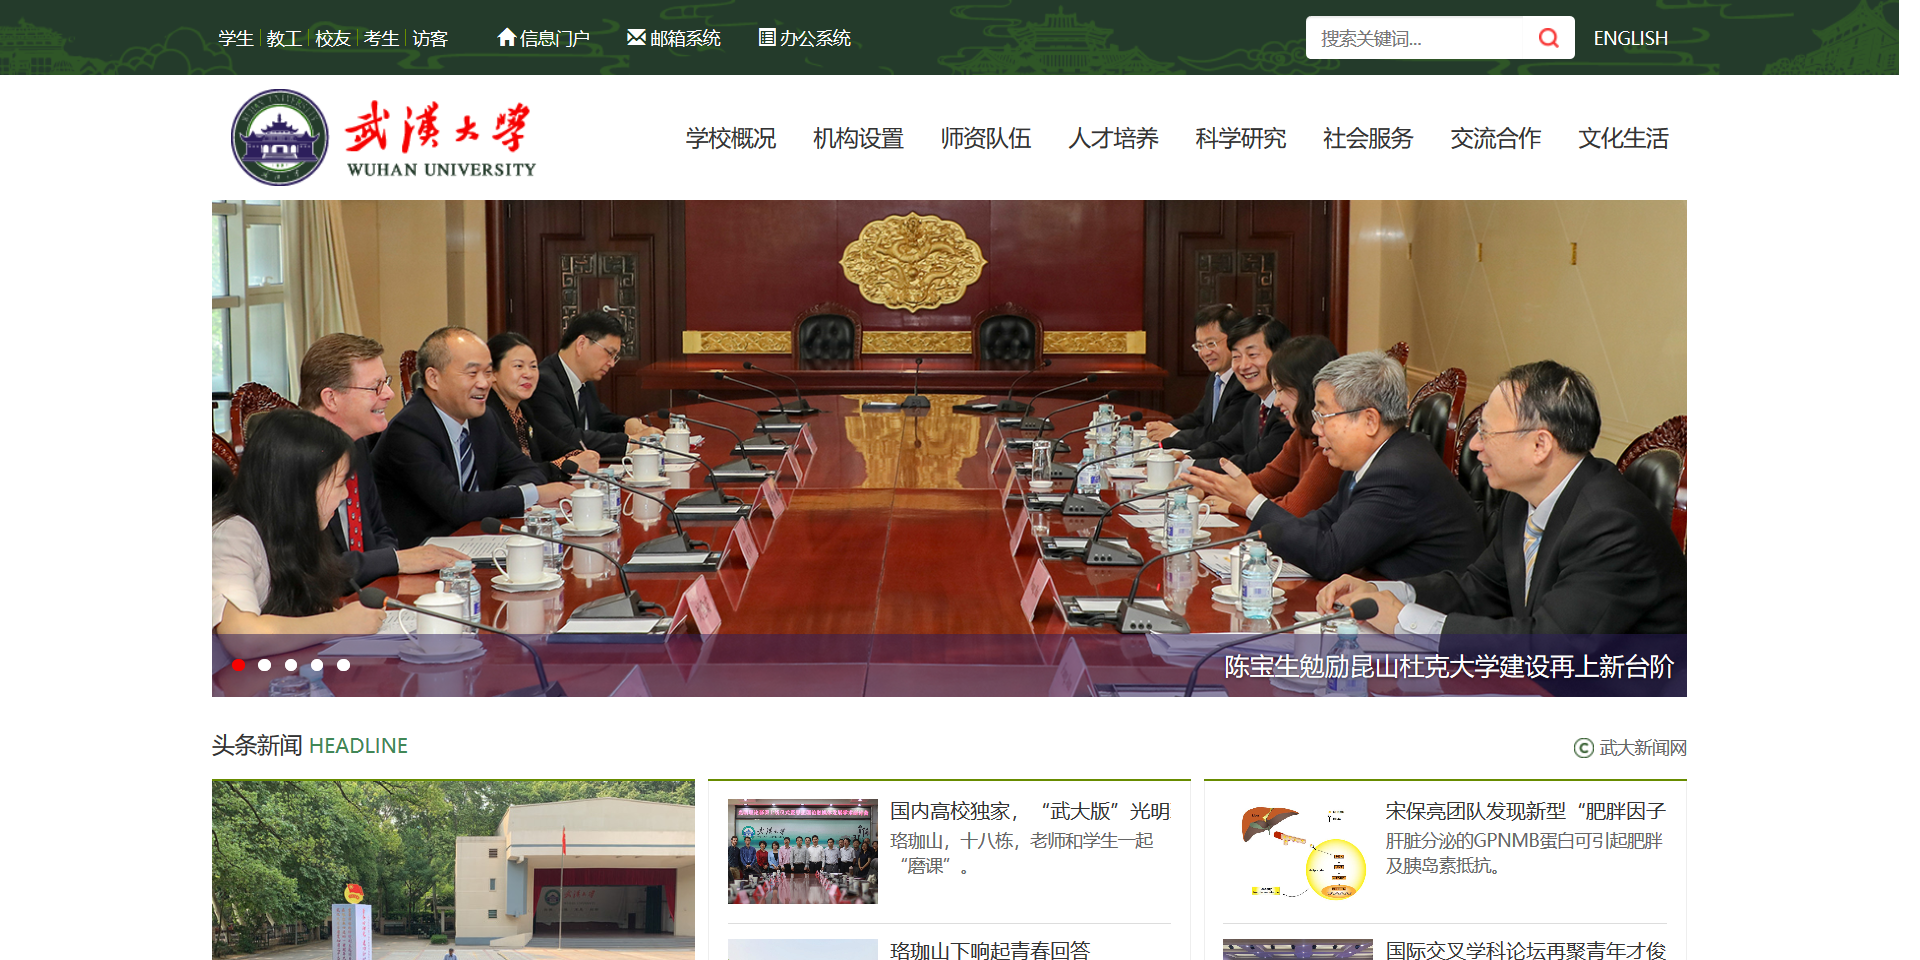 学生 教工 校友 考生 访客 信息门户 邮箱系统 办公系统 搜索关键词... ENGLISH
武汉大学
WUHAN UNIVERSITY
学校概况 机构设置 师资队伍 人才培养 科学研究 社会服务 交流合作 文化生活
陈宝生勉励昆山杜克大学建设再上新台阶
头条新闻 HEADLINE
武大新闻网
国内高校独家，“武大版”光明
珞珈山，十八栋，老师和学生一起
“磨课”。
珞珈山下响起青春回答
宋保亮团队发现新型“肥胖因子
肝脏分泌的GPNMB蛋白可引起肥胖
及胰岛素抵抗。
国际交叉学科论坛再聚青年才俊